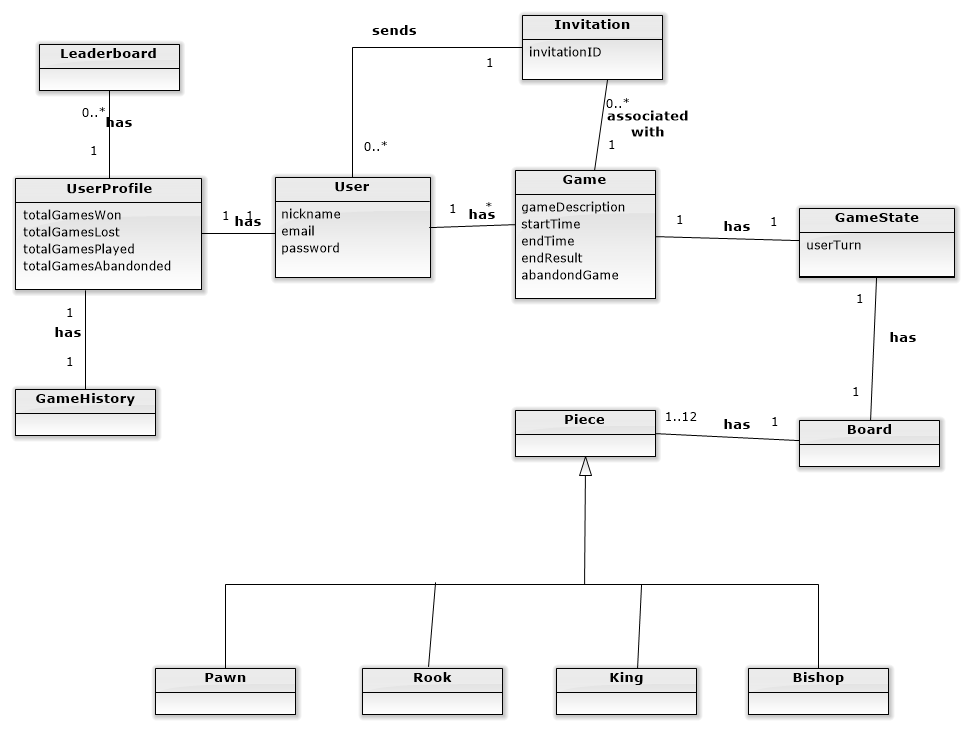 Invitation
invitationID
sends
1
Leaderboard
0..*
has
1
0..*
associated
with
1
0..*
UserProfile
totalGamesWon
totalGamesLost
totalGamesPlayed
totalGamesAbandonded
1 1
has
User
nickname
email
password
1 *
has
Game
gameDescription
startTime
endTime
endResult
abandondGame
1 has 1
GameState
userTurn
1
has
1
1
has
1
GameHistory
Piece
1..12 has 1
Board
Pawn
Rook
King
Bishop